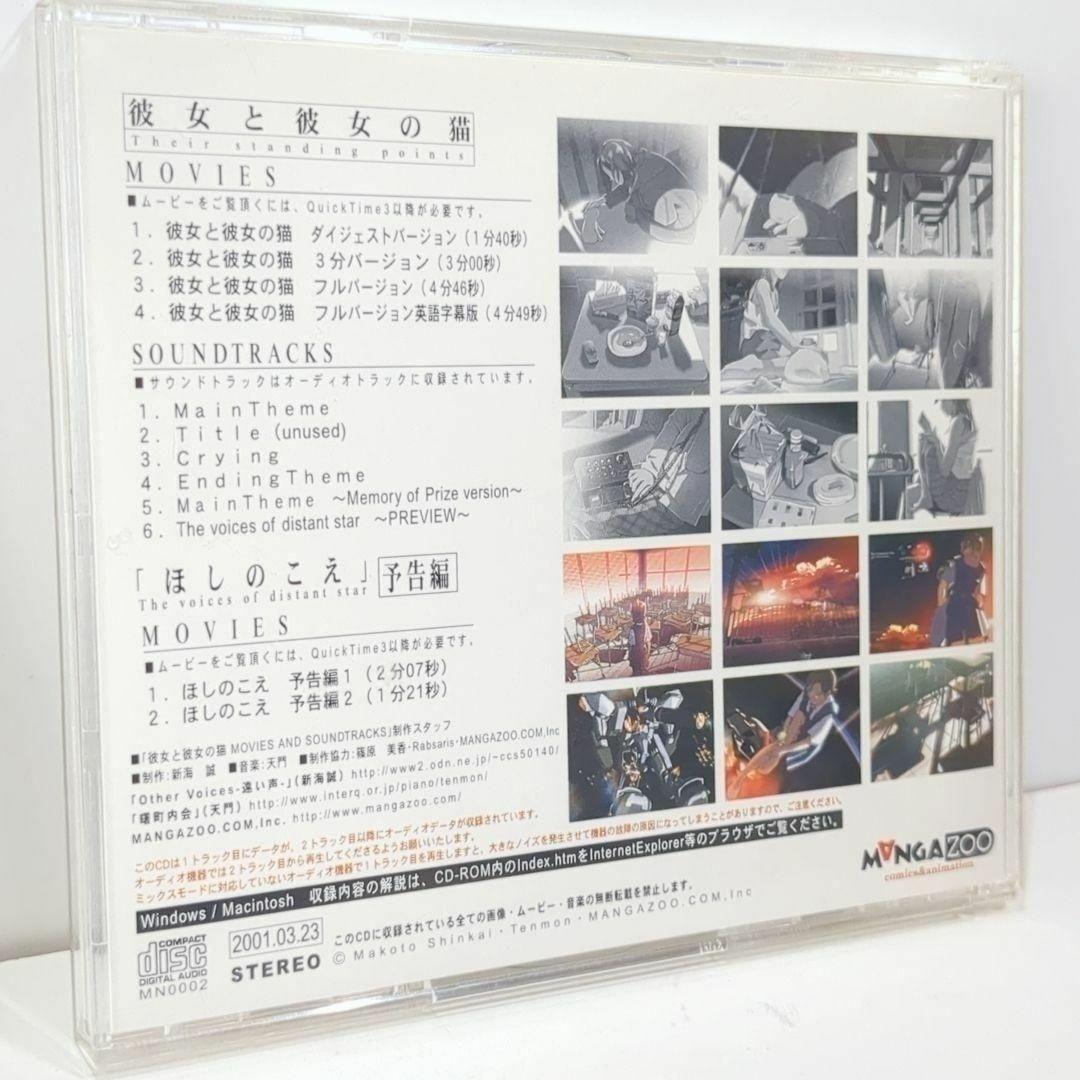 彼女と彼女の猫
Their standing points
MOVIES
■ムービーをご覧頂くには、QuickTime3以降が必要です。
1. 彼女と彼女の猫 ダイジェストバージョン(1分40秒)
2. 彼女と彼女の猫 3分バージョン(3分00秒)
3. 彼女と彼女の猫 フルバージョン(4分46秒)
4. 彼女と彼女の猫 フルバージョン英語字幕版(4分49秒)
SOUNDTRACKS
■サウンドトラックはオーディオトラックに収録されています。
1. MainTheme
2. Title (unused)
3. Crying
4. EndingTheme
5. MainTheme ～Memory of Prize version～
6. The voices of distant star ～PREVIEW～
「ほしのこえ」予告編
The voices of distant star
MOVIES
■ムービーをご覧頂くには、QuickTime3以降が必要です。
1. ほしのこえ 予告編1(2分07秒)
2. ほしのこえ 予告編2(1分21秒)
■「彼女と彼女の猫 MOVIES AND SOUNDTRACKS」制作スタッフ
■制作:新海 誠 ■音楽:天門 ■制作協力:篠原 美香・Rabsaris・MANGAZOO.COM,Inc
「Other Voices-遠い声-」(新海誠) http://www2.odn.ne.jp/~ccs50140/
「曙町内会」(天門) http://www.interq.or.jp/piano/tenmon/
MANGAZOO.COM,Inc. http://www.mangazoo.com/
このCDは1トラック目にデータが、2トラック目以降にオーディオデータが収録されています。
オーディオ機器では2トラック目から再生してくださるようお願いいたします。
ミックスモードに対応していないオーディオ機器で1トラック目を再生しますと、大きなノイズを発生させて機器の故障の原因になってしまうことがありますので、ご注意ください。
Windows / Macintosh 収録内容の解説は、CD-ROM内のIndex.htmをInternetExplorer等のブラウザでご覧ください。
MANGAZOO
comics&animation
COMPACT
disc
DIGITAL AUDIO
MN0002
2001.03.23
STEREO
このCDに収録されている全ての画像・ムービー・音楽の無断転載を禁止します。
© Makoto Shinkai・Tenmon・MANGAZOO.COM,Inc